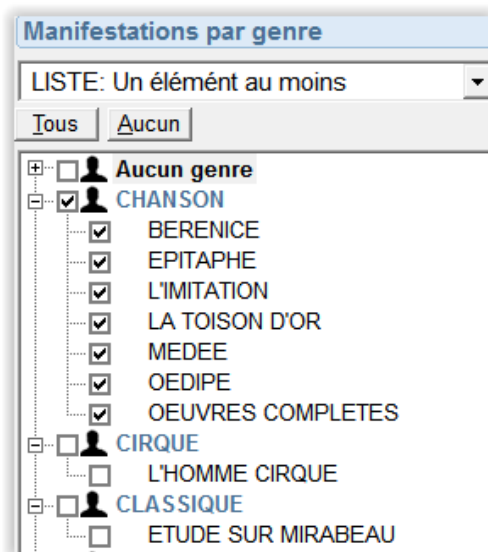 Manifestations par genre
LISTE: Un élémént au moins
Tous Aucun
Aucun genre
CHANSON
BERENICE
EPITAPHE
L'IMITATION
LA TOISON D'OR
MEDEE
OEDIPE
OEUVRES COMPLETES
CIRQUE
L'HOMME CIRQUE
CLASSIQUE
ETUDE SUR MIRABEAU